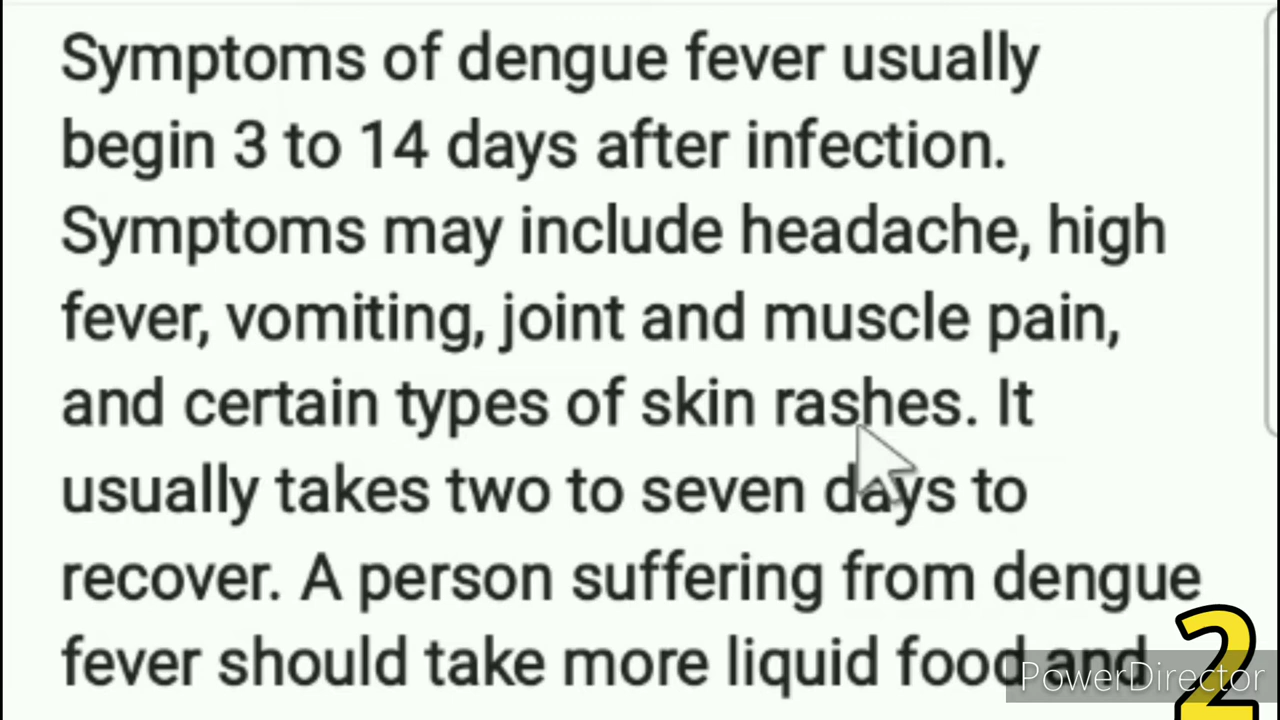 Symptoms of dengue fever usually
begin 3 to 14 days after infection.
Symptoms may include headache, high
fever, vomiting, joint and muscle pain,
and certain types of skin rashes. It
usually takes two to seven days to
recover. A person suffering from dengue
fever should take more liquid food and
PowerDirector
2